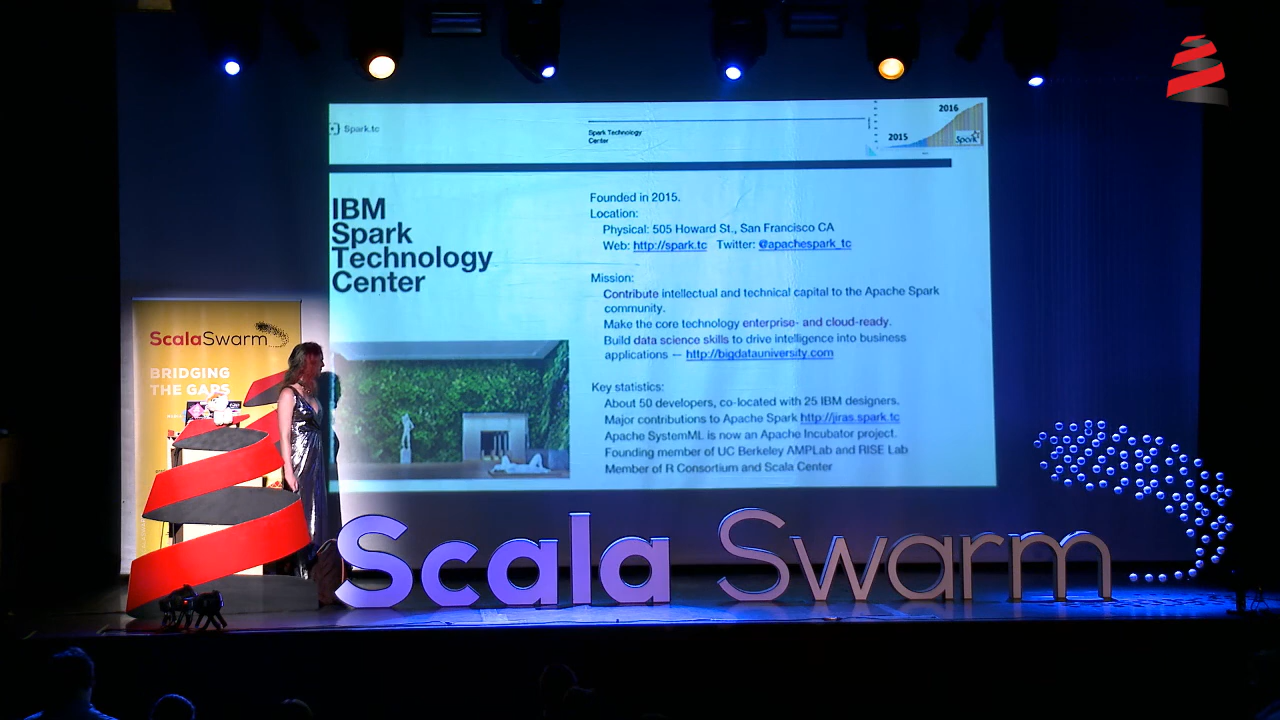 Spark.tc
Spark Technology
Center
2016
2015
Spark
IBM
Spark
Technology
Center
Founded in 2015.
Location:
Physical: 505 Howard St., San Francisco CA
Web: http://spark.tc Twitter: @apachespark_tc
Mission:
Contribute intellectual and technical capital to the Apache Spark
community.
Make the core technology enterprise- and cloud-ready.
Build data science skills to drive intelligence into business
applications — http://bigdatauniversity.com
Key statistics:
About 50 developers, co-located with 25 IBM designers.
Major contributions to Apache Spark http://jiras.spark.tc
Apache SystemML is now an Apache Incubator project.
Founding member of UC Berkeley AMPLab and RISE Lab
Member of R Consortium and Scala Center
ScalaSwarm
BRIDGING
THE GAPS
Scala Swarm